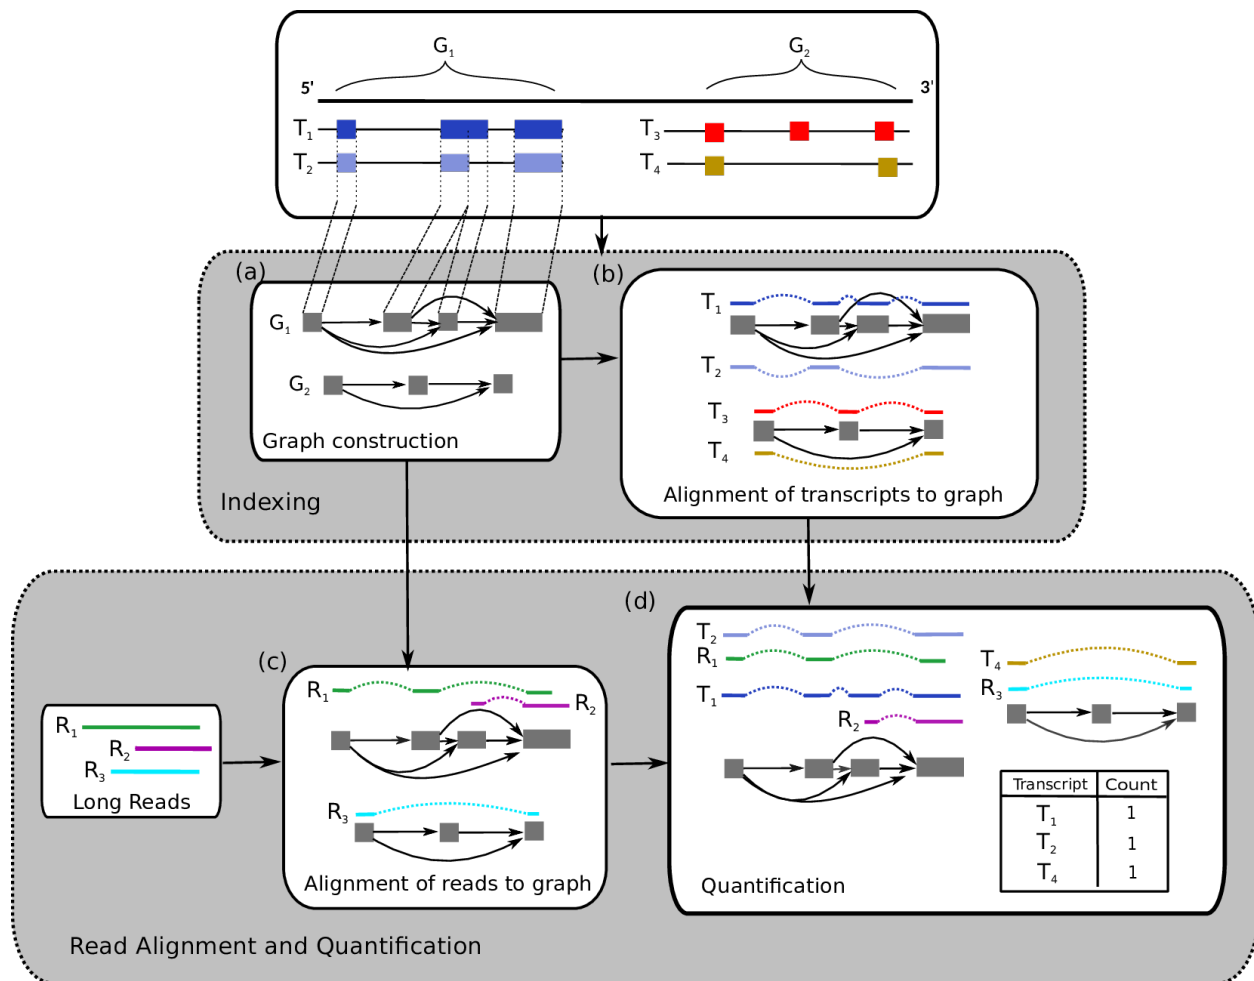 G1
G2
5'
3'
T1
T3
T2
T4
(a)
(b)
G1
G2
Graph construction
T1
T2
T3
T4
Alignment of transcripts to graph
Indexing
(c)
(d)
R1
R2
R3
Long Reads
R1
R2
R3
Alignment of reads to graph
T2
R1
T1
R2
T4
R3
Transcript Count
T1 1
T2 1
T4 1
Quantification
Read Alignment and Quantification